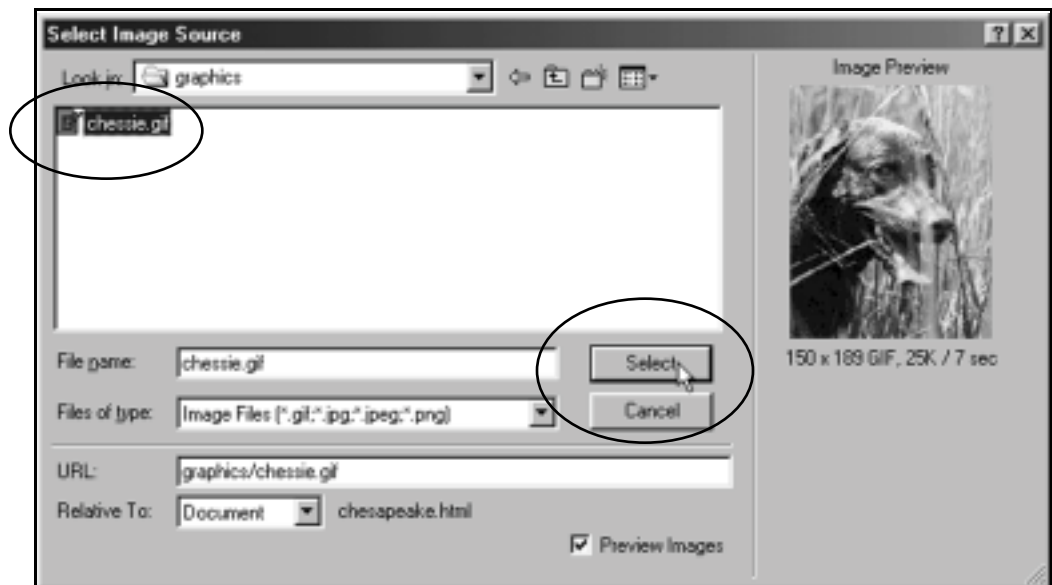 Select Image Source
Look in: graphics
chessie.gif
File name: chessie.gif
Select
Files of type: Image Files (*.gif;*.jpg;*.jpeg;*.png)
Cancel
URL: graphics/chessie.gif
Relative To: Document chesapeake.html
Preview Images
Image Preview
150 x 189 GIF, 25K / 7 sec